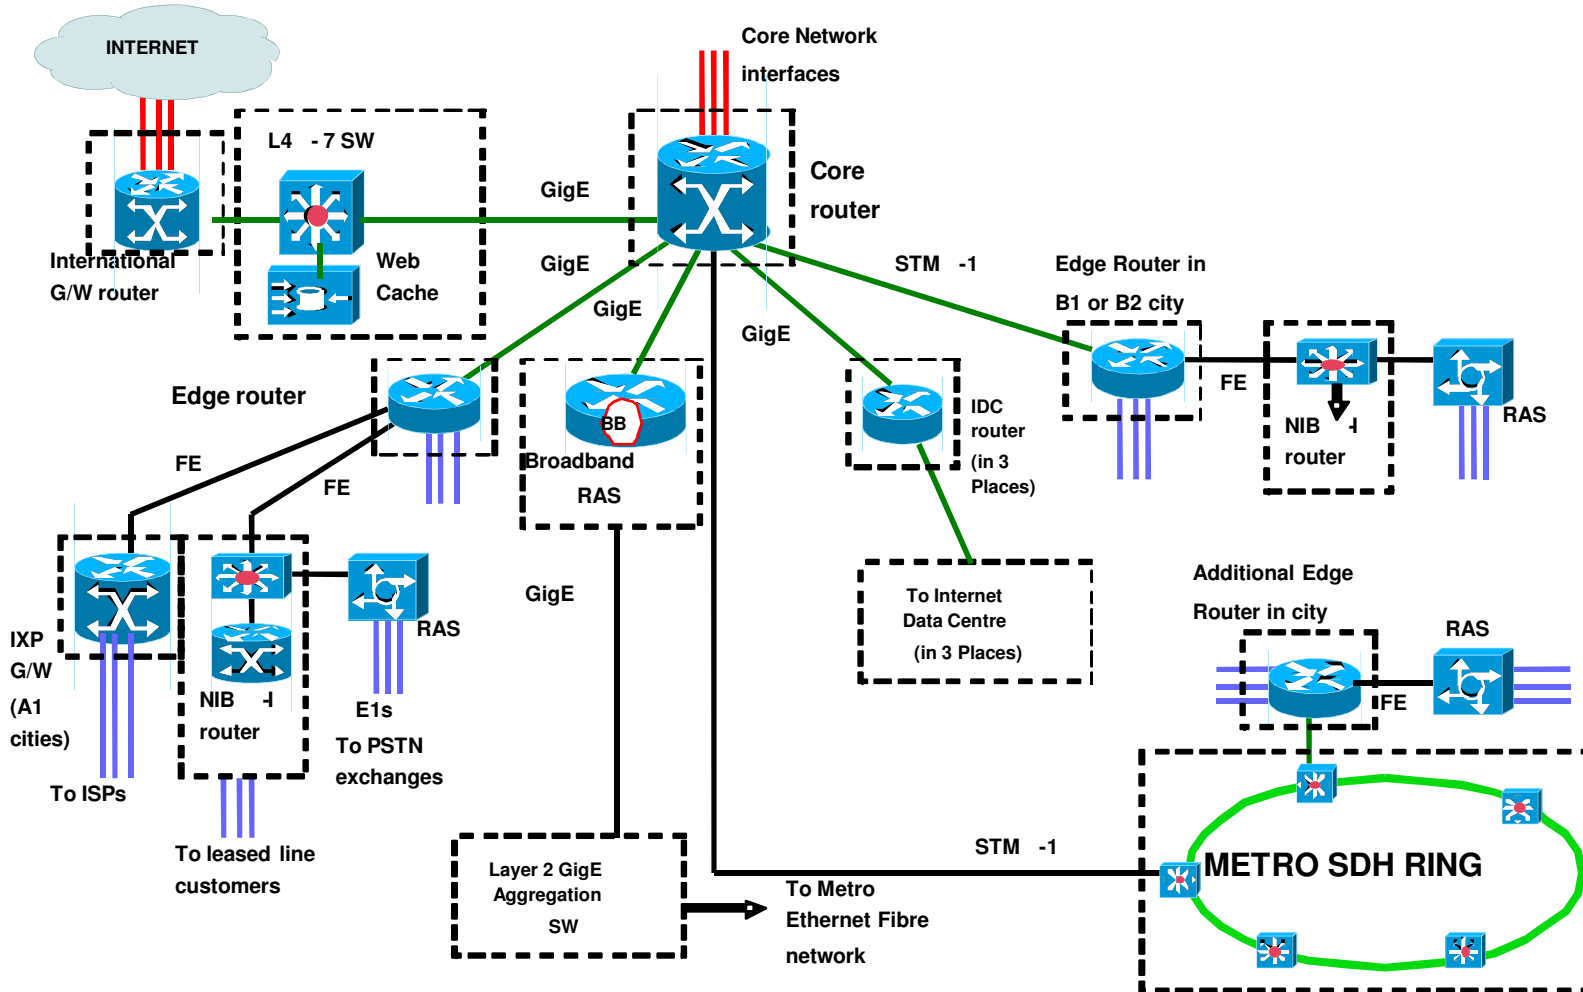 INTERNET
Core Network
interfaces
L4 -7 SW
GigE
Core
router
International
G/W router
Web
Cache
GigE
GigE
GigE
STM -1
Edge Router in
B1 or B2 city
FE
NIB -I
router
RAS
Edge router
BB
Broadband
RAS
IDC
router
(in 3
Places)
FE
FE
GigE
To Internet
Data Centre
(in 3 Places)
Additional Edge
Router in city
RAS
FE
IXP
G/W
(A1
cities)
To ISPs
NIB -I
router
RAS
E1s
To PSTN
exchanges
To leased line
customers
Layer 2 GigE
Aggregation
SW
To Metro
Ethernet Fibre
network
STM -1
METRO SDH RING